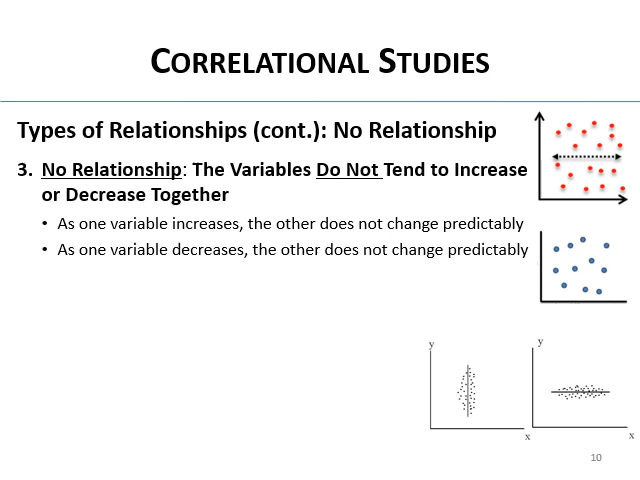 CORRELATIONAL STUDIES
Types of Relationships (cont.): No Relationship
3. No Relationship: The Variables Do Not Tend to Increase
or Decrease Together
• As one variable increases, the other does not change predictably
• As one variable decreases, the other does not change predictably
y
x
y
x
10